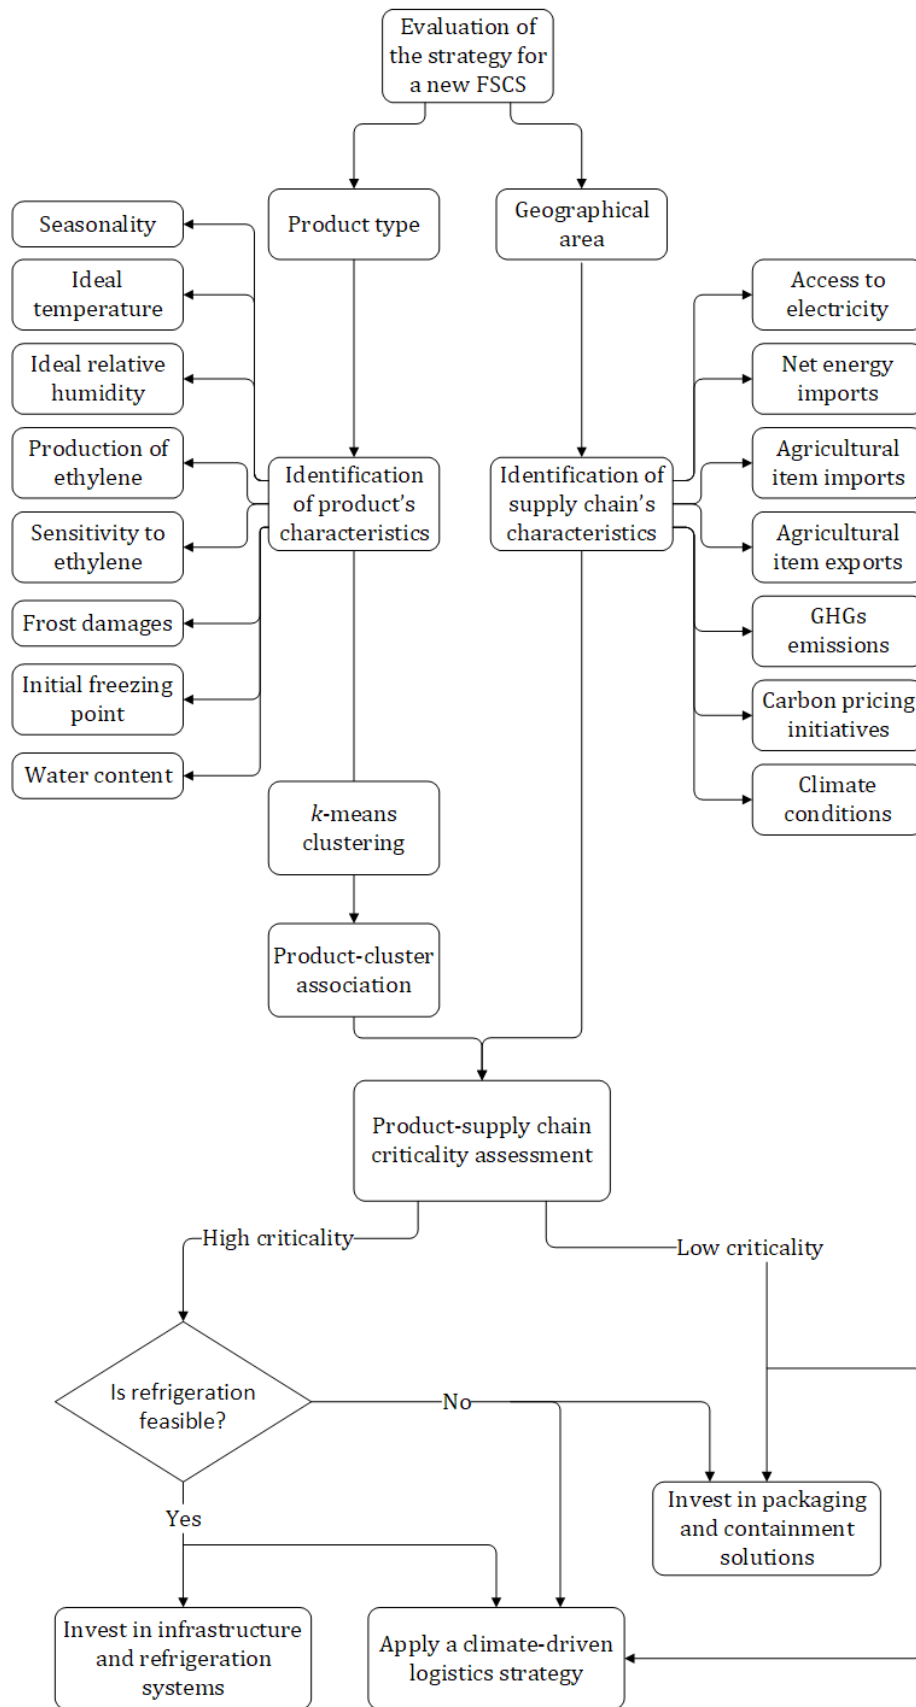 Evaluation of
the strategy for
a new FSCS
Product type
Geographical
area
Seasonality
Ideal
temperature
Ideal relative
humidity
Production of
ethylene
Sensitivity to
ethylene
Frost damages
Initial freezing
point
Water content
Identification
of product's
characteristics
Identification of
supply chain's
characteristics
Access to
electricity
Net energy
imports
Agricultural
item imports
Agricultural
item exports
GHGs
emissions
Carbon pricing
initiatives
Climate
conditions
k-means
clustering
Product-cluster
association
Product-supply chain
criticality assessment
High criticality
Low criticality
Is refrigeration
feasible?
No
Yes
Invest in packaging
and containment
solutions
Invest in infrastructure
and refrigeration
systems
Apply a climate-driven
logistics strategy